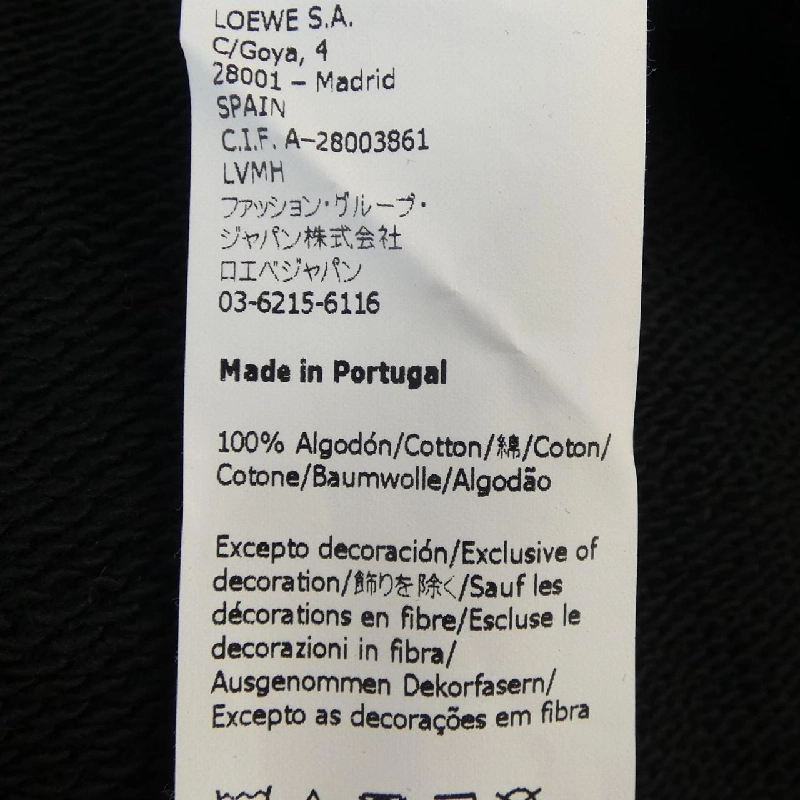 LOEWE S.A.
C/Goya, 4
28001 – Madrid
SPAIN
C.I.F. A-28003861
LVMH
ファッション・グループ・
ジャパン株式会社
ロエベジャパン
03-6215-6116
Made in Portugal
100% Algodón/Cotton/綿/Coton/
Cotone/Baumwolle/Algodão
Excepto decoración/Exclusive of
decoration/飾りを除く/Sauf les
décorations en fibre/Escluse le
decorazioni in fibra/
Ausgenommen Dekorfasern/
Excepto as decorações em fibra